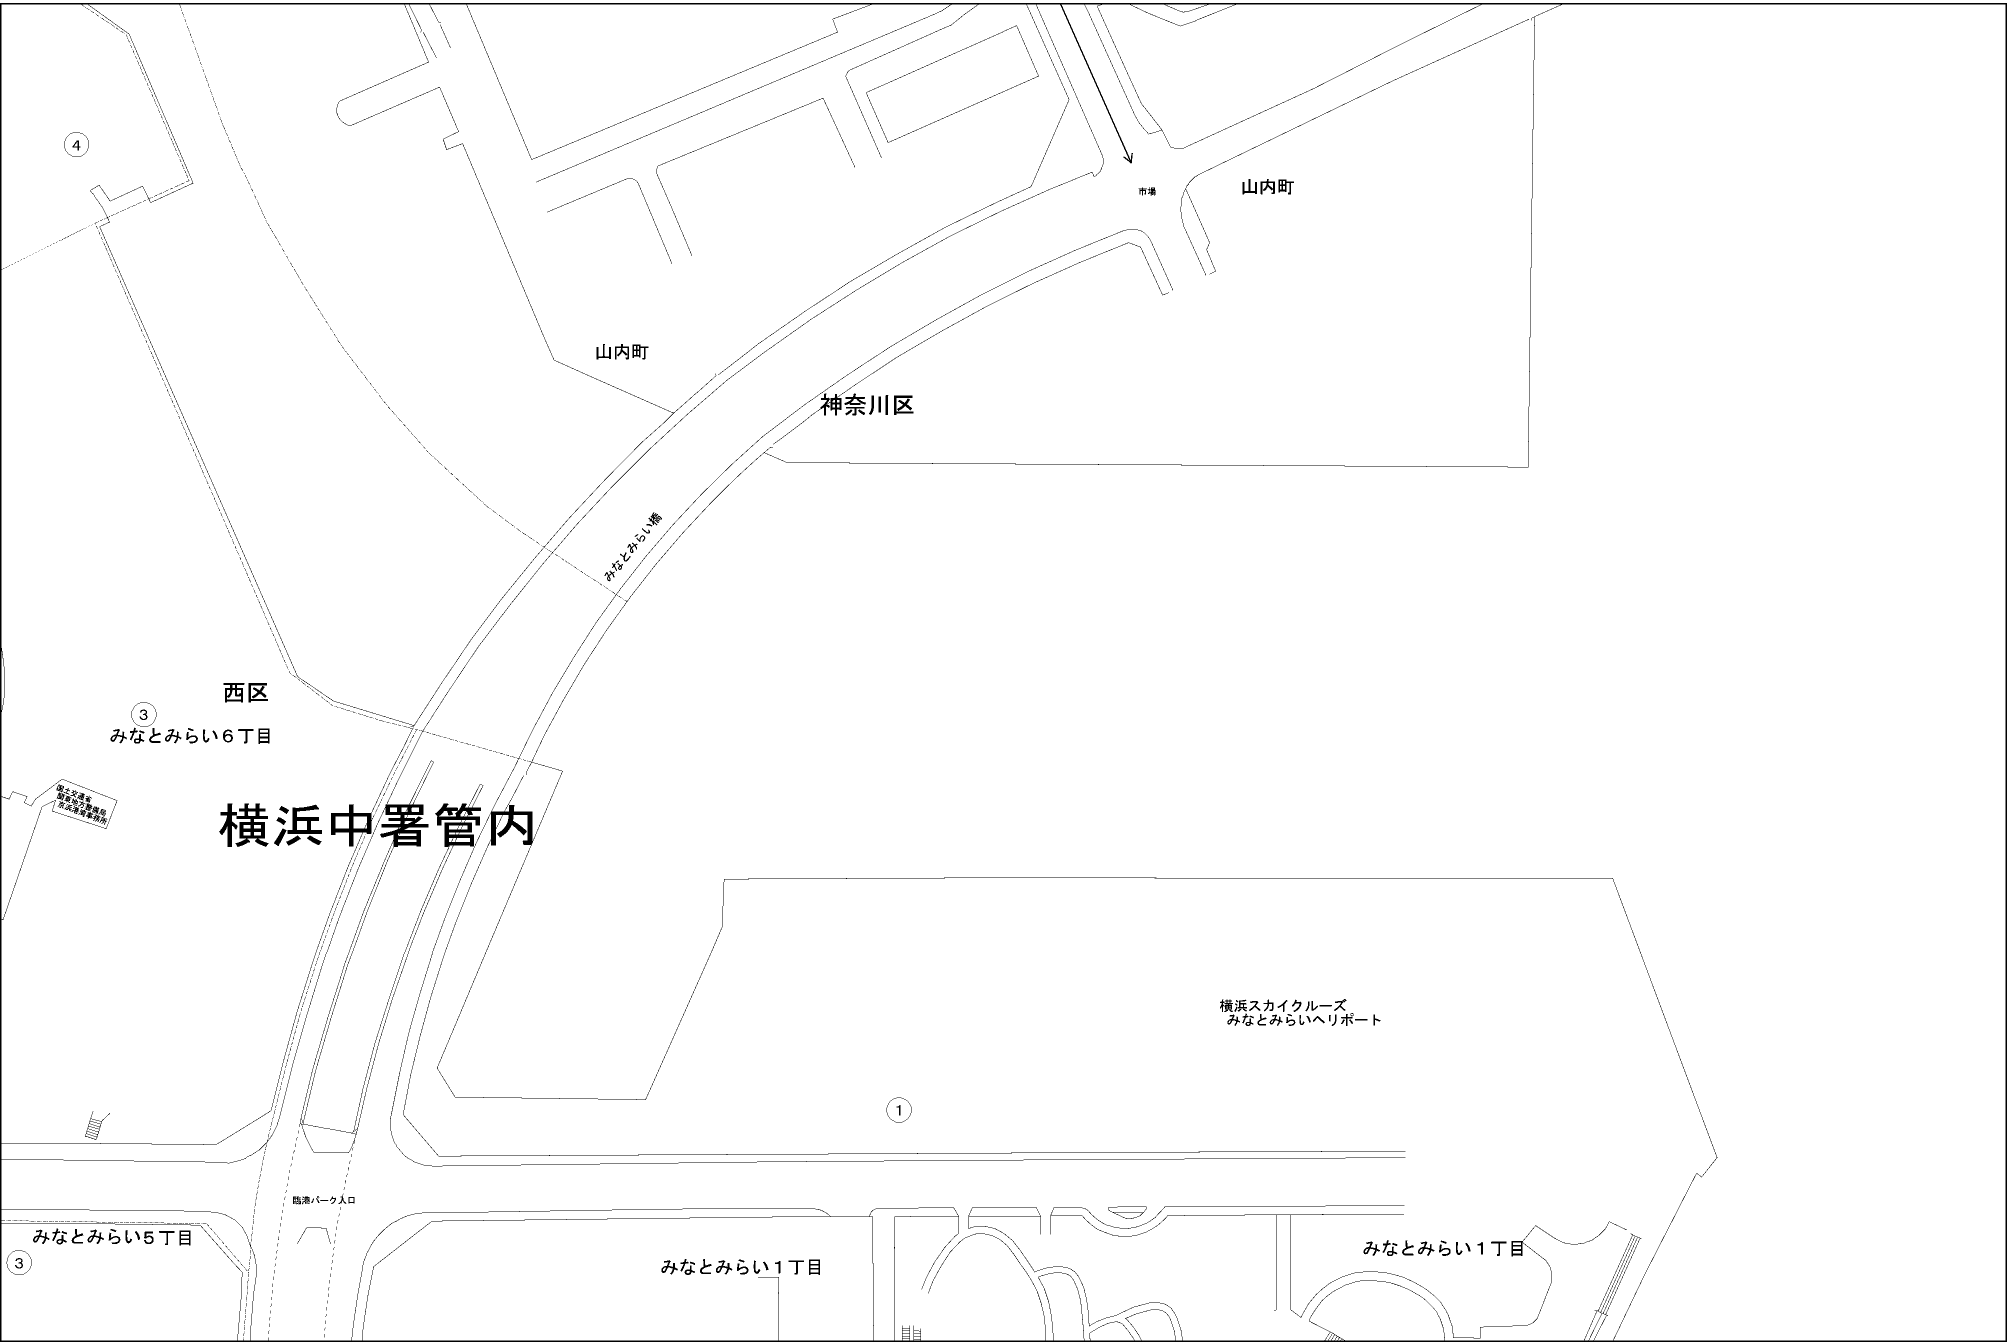 4
市場
山内町
山内町
神奈川区
みなとみらい橋
西区
3
みなとみらい６丁目
国土交通省
関東地方整備局
京浜港湾事務所
横浜中署管内
横浜スカイクルーズ
みなとみらいヘリポート
1
臨港パーク入口
みなとみらい５丁目
3
みなとみらい１丁目
みなとみらい１丁目